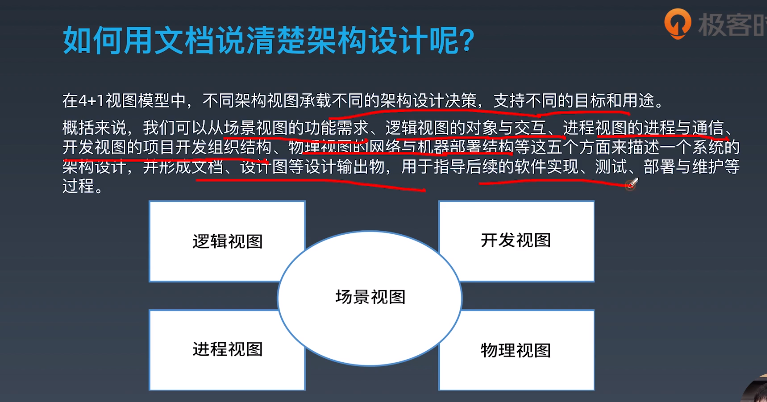 如何用文档说清楚架构设计呢?
极客时
在4+1视图模型中，不同架构视图承载不同的架构设计决策，支持不同的目标和用途。
概括来说，我们可以从场景视图的功能需求、逻辑视图的对象与交互、进程视图的进程与通信、
开发视图的项目开发组织结构、物理视图的网络与机器部署结构等这五个方面来描述一个系统的
架构设计，并形成文档、设计图等设计输出物，用于指导后续的软件实现、测试、部署与维护等
过程。
逻辑视图
开发视图
场景视图
进程视图
物理视图